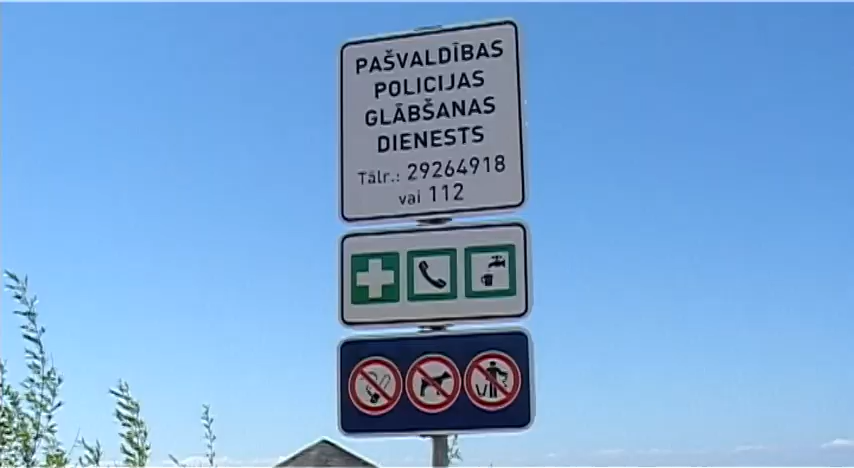 PAŠVALDĪBAS
POLICIJAS
GLĀBŠANAS
DIENESTS
Tālr.: 29264918
vai 112